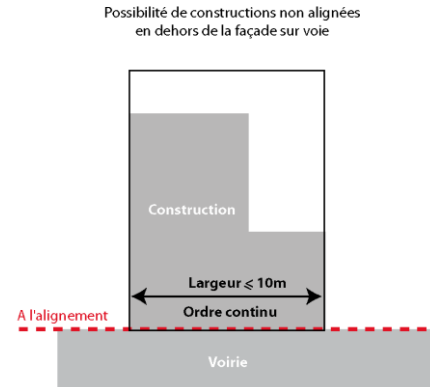 Possibilité de constructions non alignées
en dehors de la façade sur voie
Construction
Largeur ⩽ 10m
Ordre continu
A l'alignement
Voirie